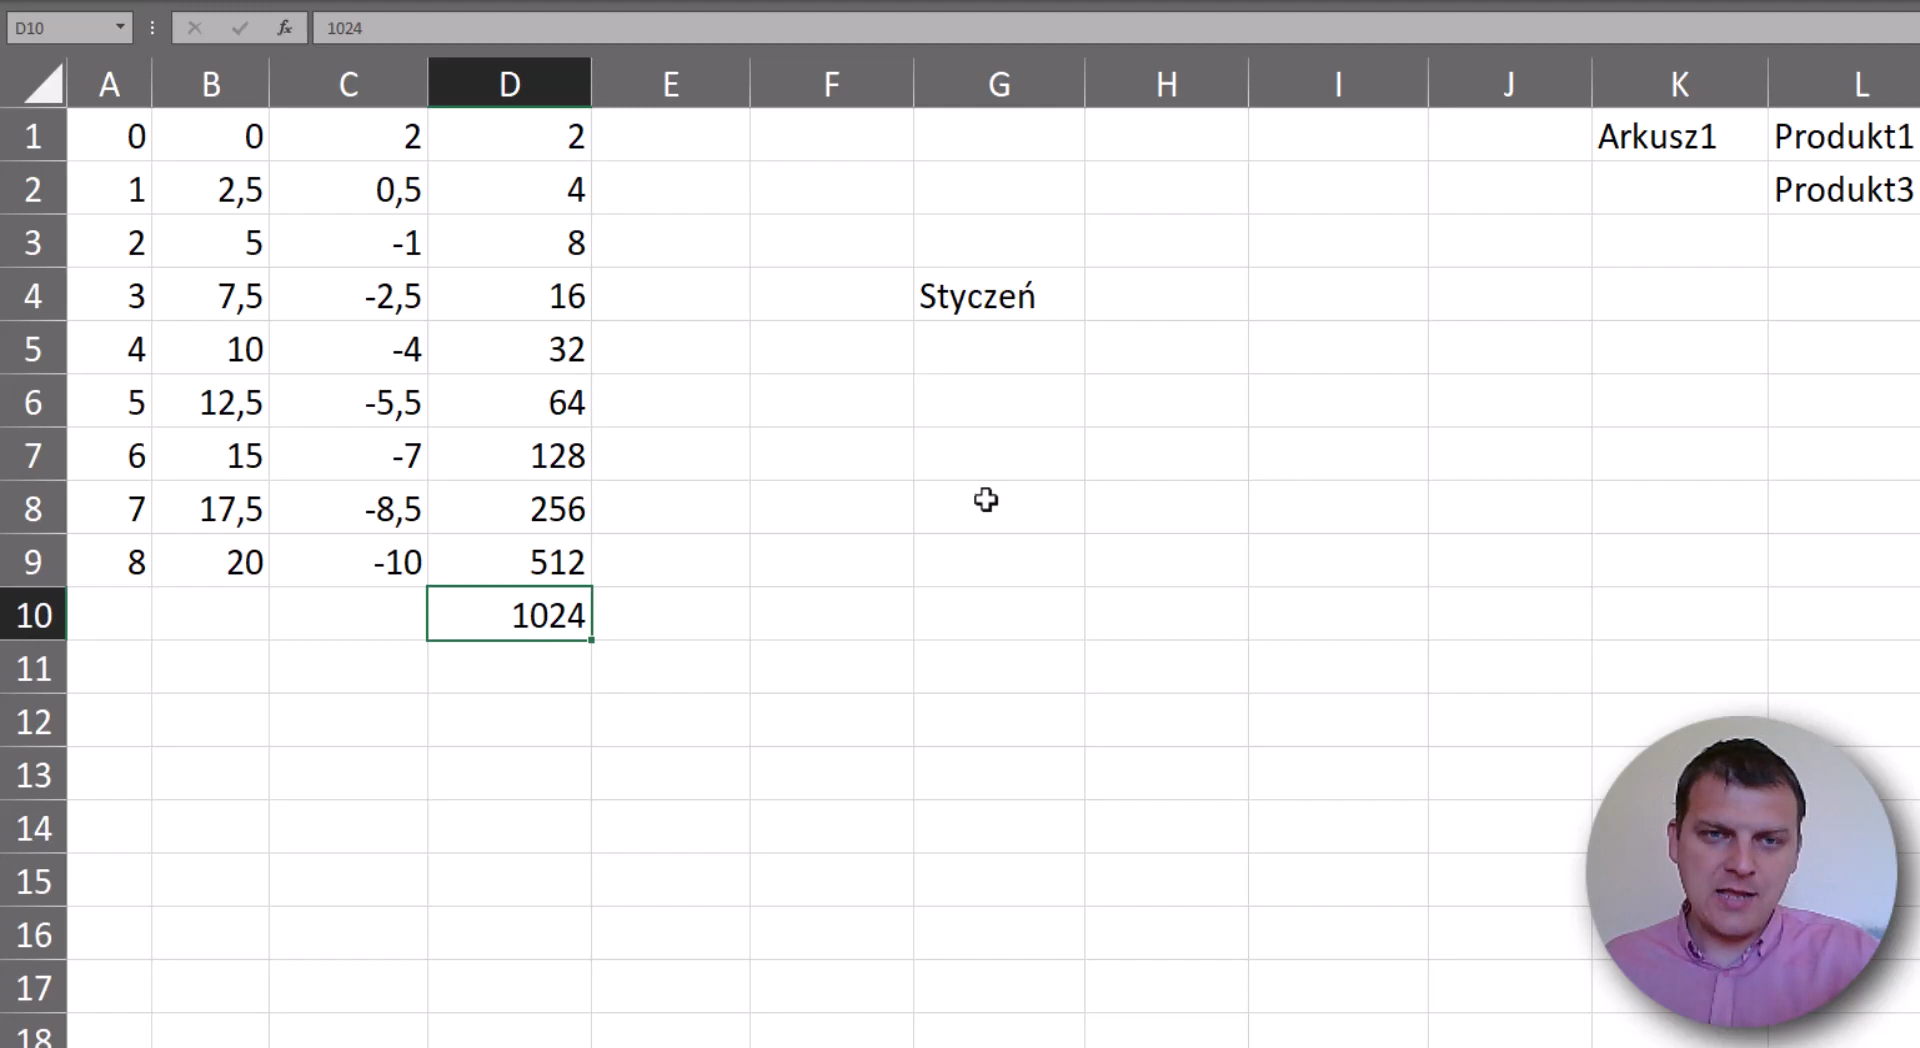 D10 fx 1024
A B C D E F G H I J K L
1 0 0 2 2 Arkusz1 Produkt1
2 1 2,5 0,5 4 Produkt3
3 2 5 -1 8
4 3 7,5 -2,5 16 Styczeń
5 4 10 -4 32
6 5 12,5 -5,5 64
7 6 15 -7 128
8 7 17,5 -8,5 256
9 8 20 -10 512
10 1024
11
12
13
14
15
16
17
18